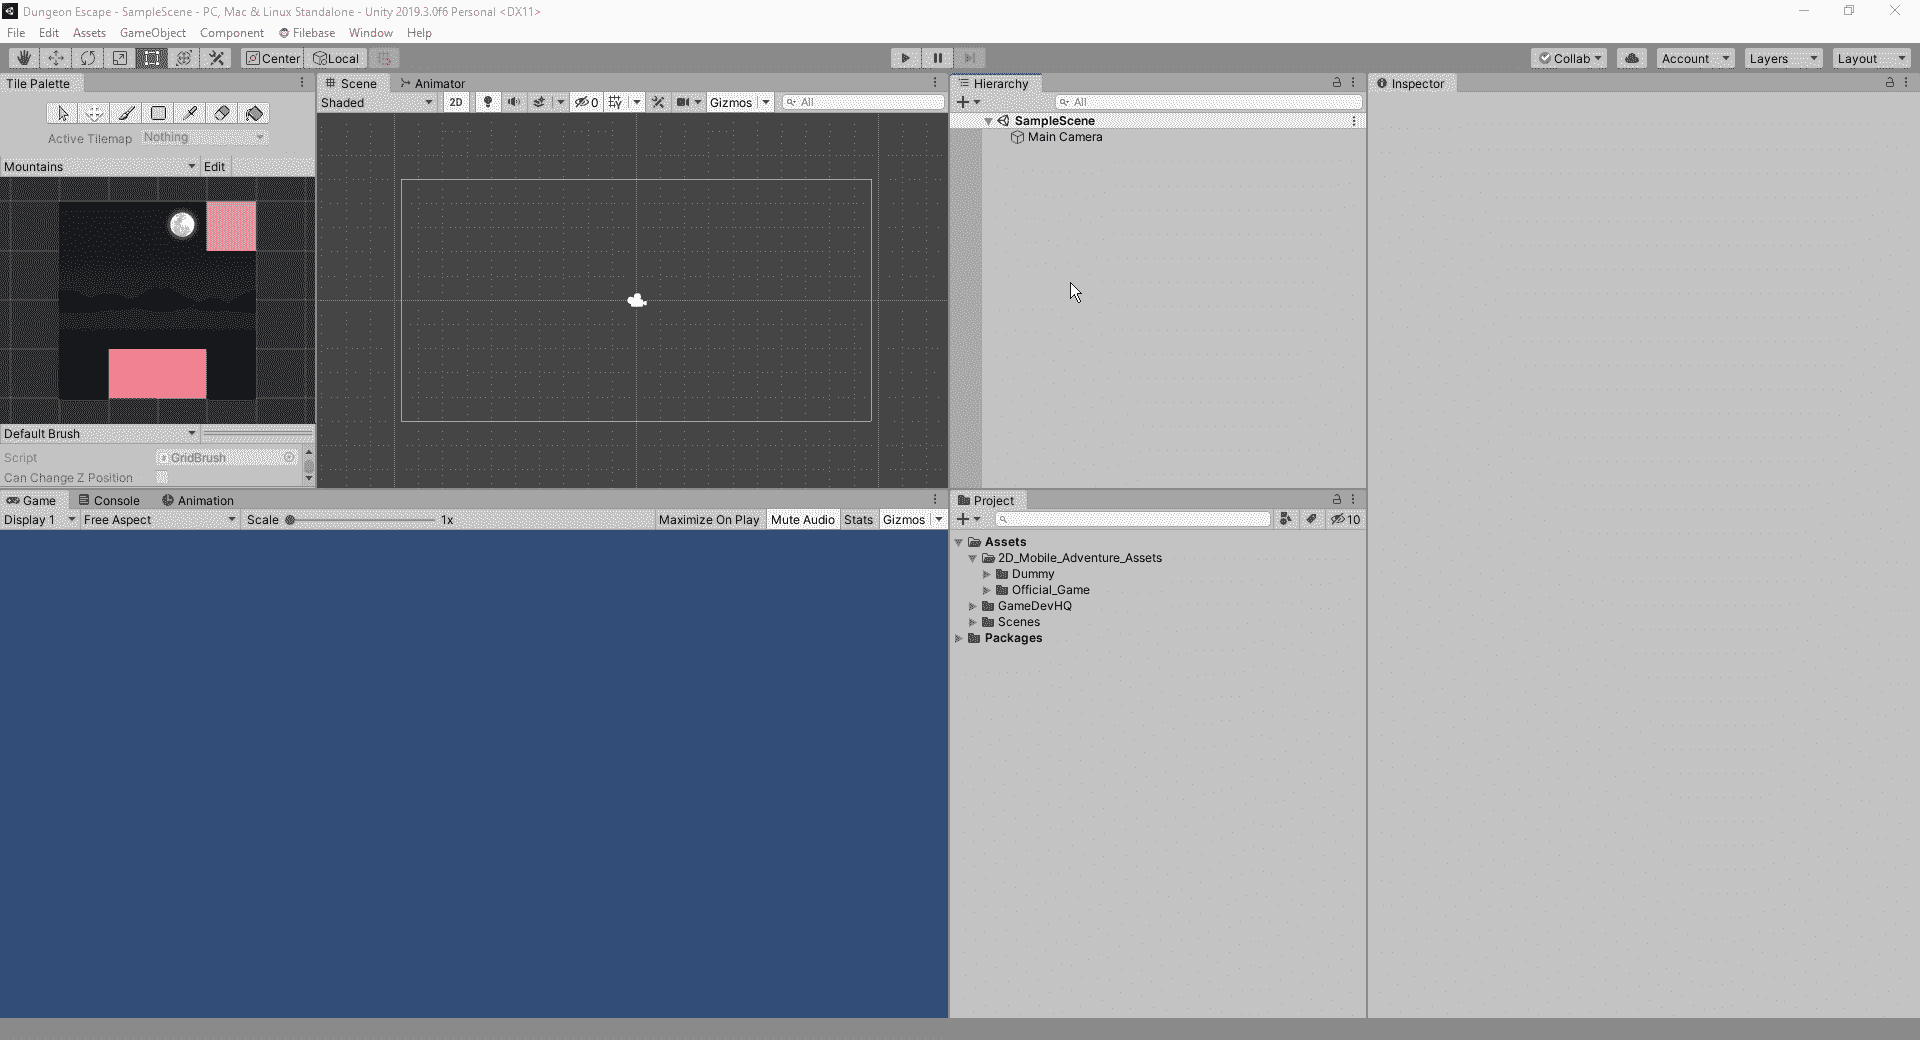 Dungeon Escape - SampleScene - PC, Mac & Linux Standalone - Unity 2019.3.0f6 Personal <DX11>
File Edit Assets GameObject Component Filebase Window Help
Center Local Collab Account Layers Layout
Tile Palette
Active Tilemap Nothing
Mountains Edit
Default Brush
Script GridBrush
Can Change Z Position
Scene Animator
Shaded 2D 0 Gizmos All
Hierarchy
All
SampleScene
Main Camera
Inspector
Game Console Animation
Display 1 Free Aspect Scale 1x Maximize On Play Mute Audio Stats Gizmos
Project
10
Assets
2D_Mobile_Adventure_Assets
Dummy
Official_Game
GameDevHQ
Scenes
Packages